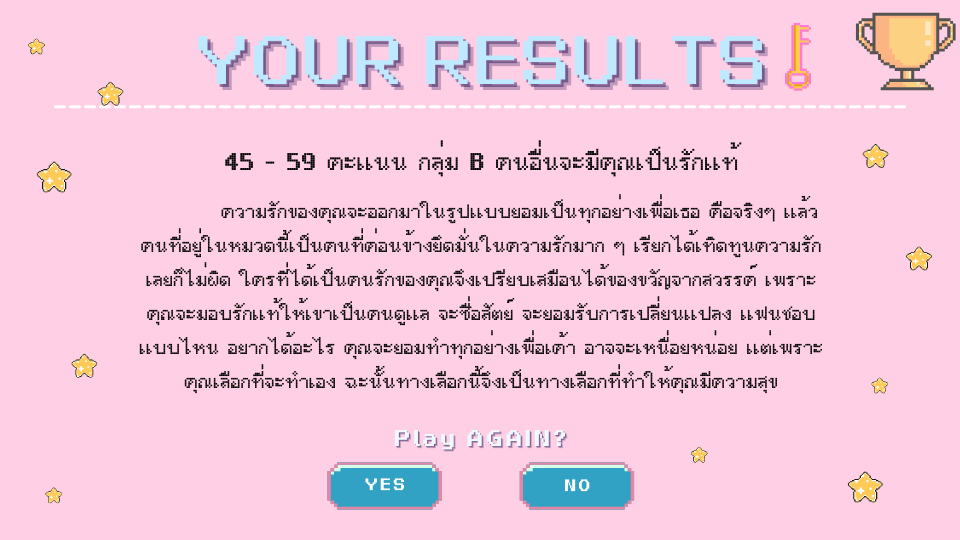 YOUR RESULTS
45 - 59 คะแนน กลุ่ม B คนอื่นจะมีคุณเป็นรักแท้
ความรักของคุณจะออกมาในรูปแบบยอมเป็นทุกอย่างเพื่อเธอ คือจริงๆ แล้ว
คนที่อยู่ในหมวดนี้เป็นคนที่ค่อนข้างยึดมั่นในความรักมาก ๆ เรียกได้เทิดทูนความรัก
เลยก็ไม่ผิด ใครที่ได้เป็นคนรักของคุณจึงเปรียบเสมือนได้ของขวัญจากสวรรค์ เพราะ
คุณจะมอบรักแท้ให้เขาเป็นคนดูแล จะซื่อสัตย์ จะยอมรับการเปลี่ยนแปลง แฟนชอบ
แบบไหน อยากได้อะไร คุณจะยอมทำทุกอย่างเพื่อเค้า อาจจะเหนื่อยหน่อย แต่เพราะ
คุณเลือกที่จะทำเอง ฉะนั้นทางเลือกนี้จึงเป็นทางเลือกที่ทำให้คุณมีความสุข
Play AGAIN?
YES NO